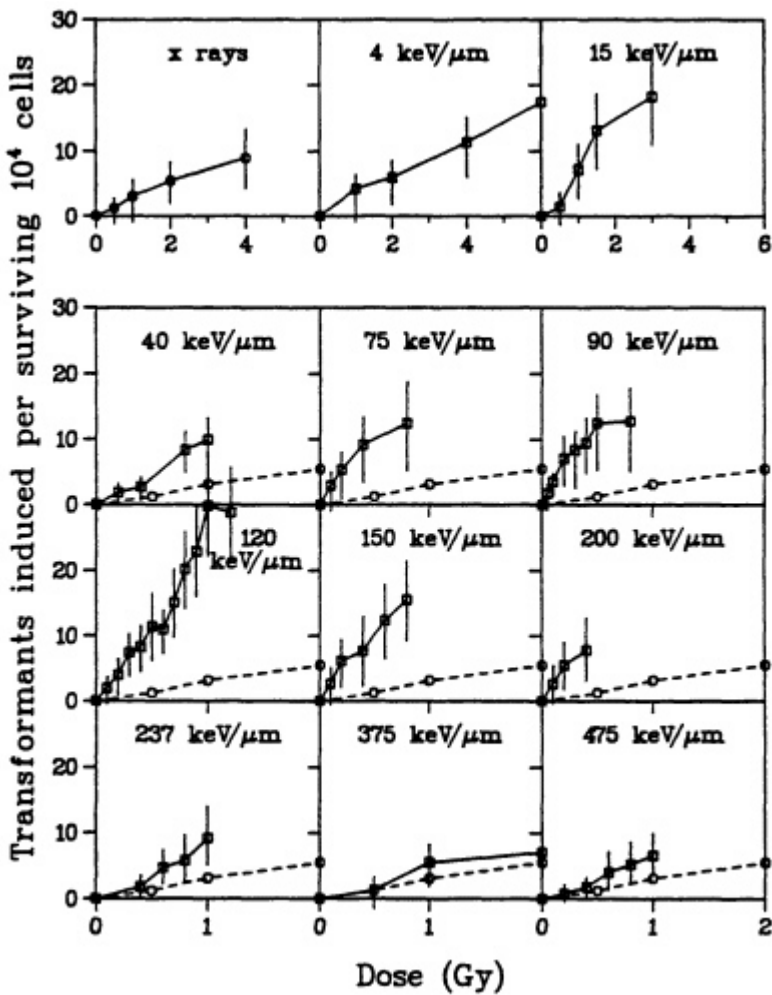 Transformants induced per surviving 10⁴ cells
30
20
10
0
x rays
4 keV/μm
15 keV/μm
0 2 4 0 2 4 0 2 4 6
30
20
10
0
40 keV/μm
75 keV/μm
90 keV/μm
20
10
0
120
keV/μm
150 keV/μm
200 keV/μm
20
10
0
237 keV/μm
375 keV/μm
475 keV/μm
0 1 0 1 0 1 2
Dose (Gy)